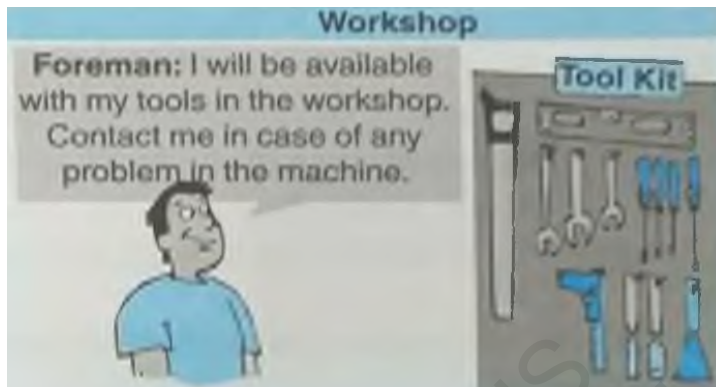 Workshop
Foreman: I will be available
with my tools in the workshop.
Contact me in case of any
problem in the machine.
Tool Kit